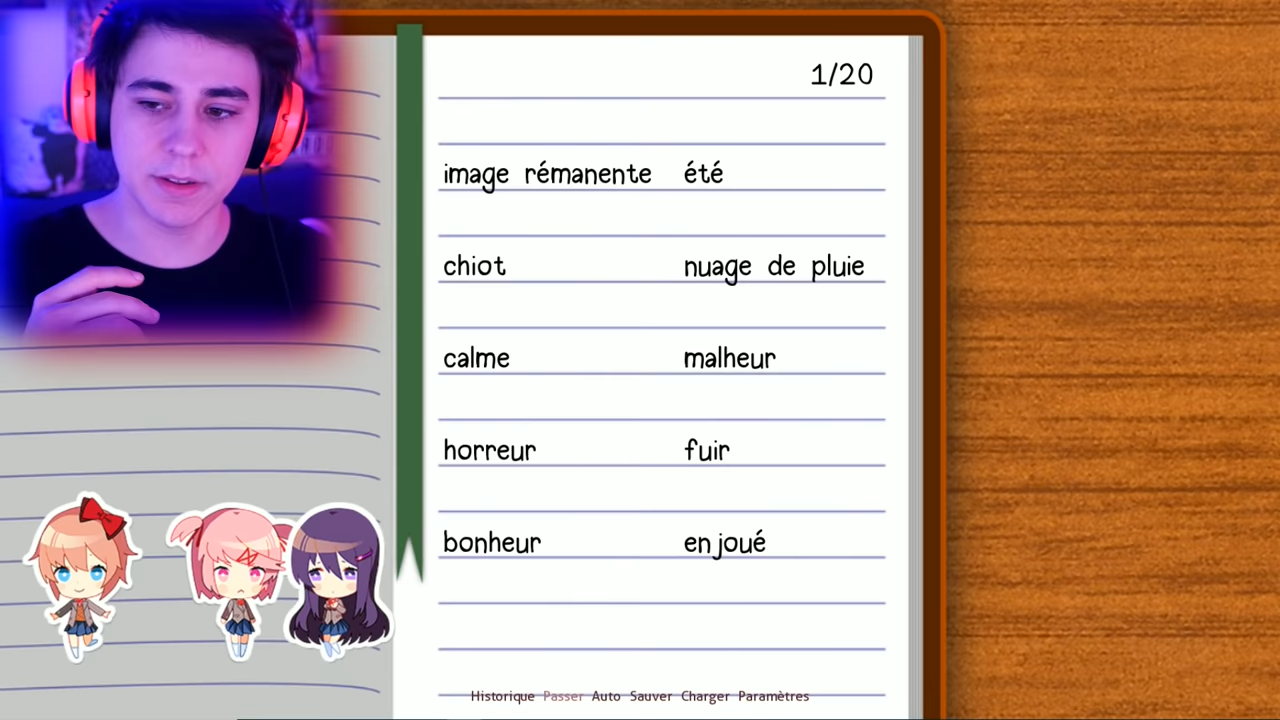 1/20
image rémanente été
chiot nuage de pluie
calme malheur
horreur fuir
bonheur enjoué
Historique Passer Auto Sauver Charger Paramètres